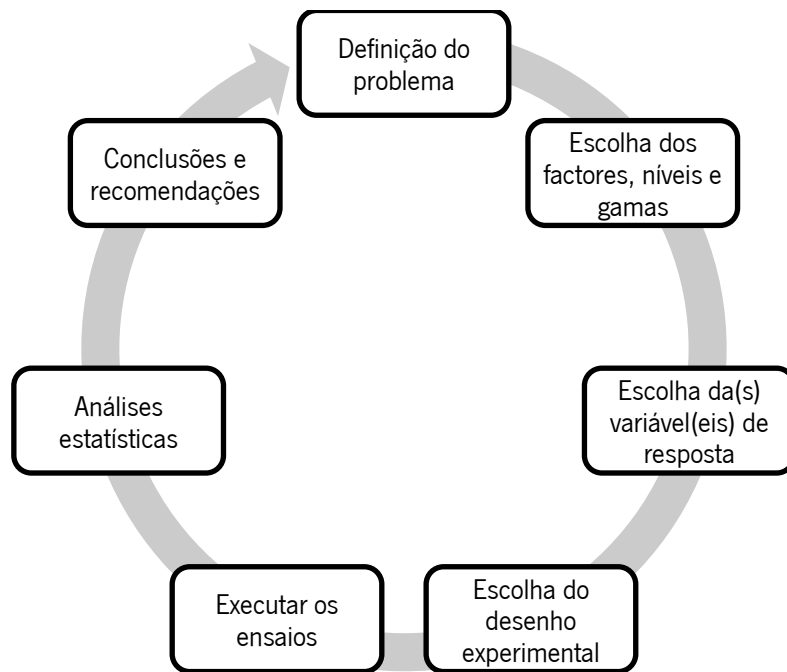 Definição do
problema
Escolha dos
factores, níveis e
gamas
Escolha da(s)
variável(eis) de
resposta
Escolha do
desenho
experimental
Executar os
ensaios
Análises
estatísticas
Conclusões e
recomendações